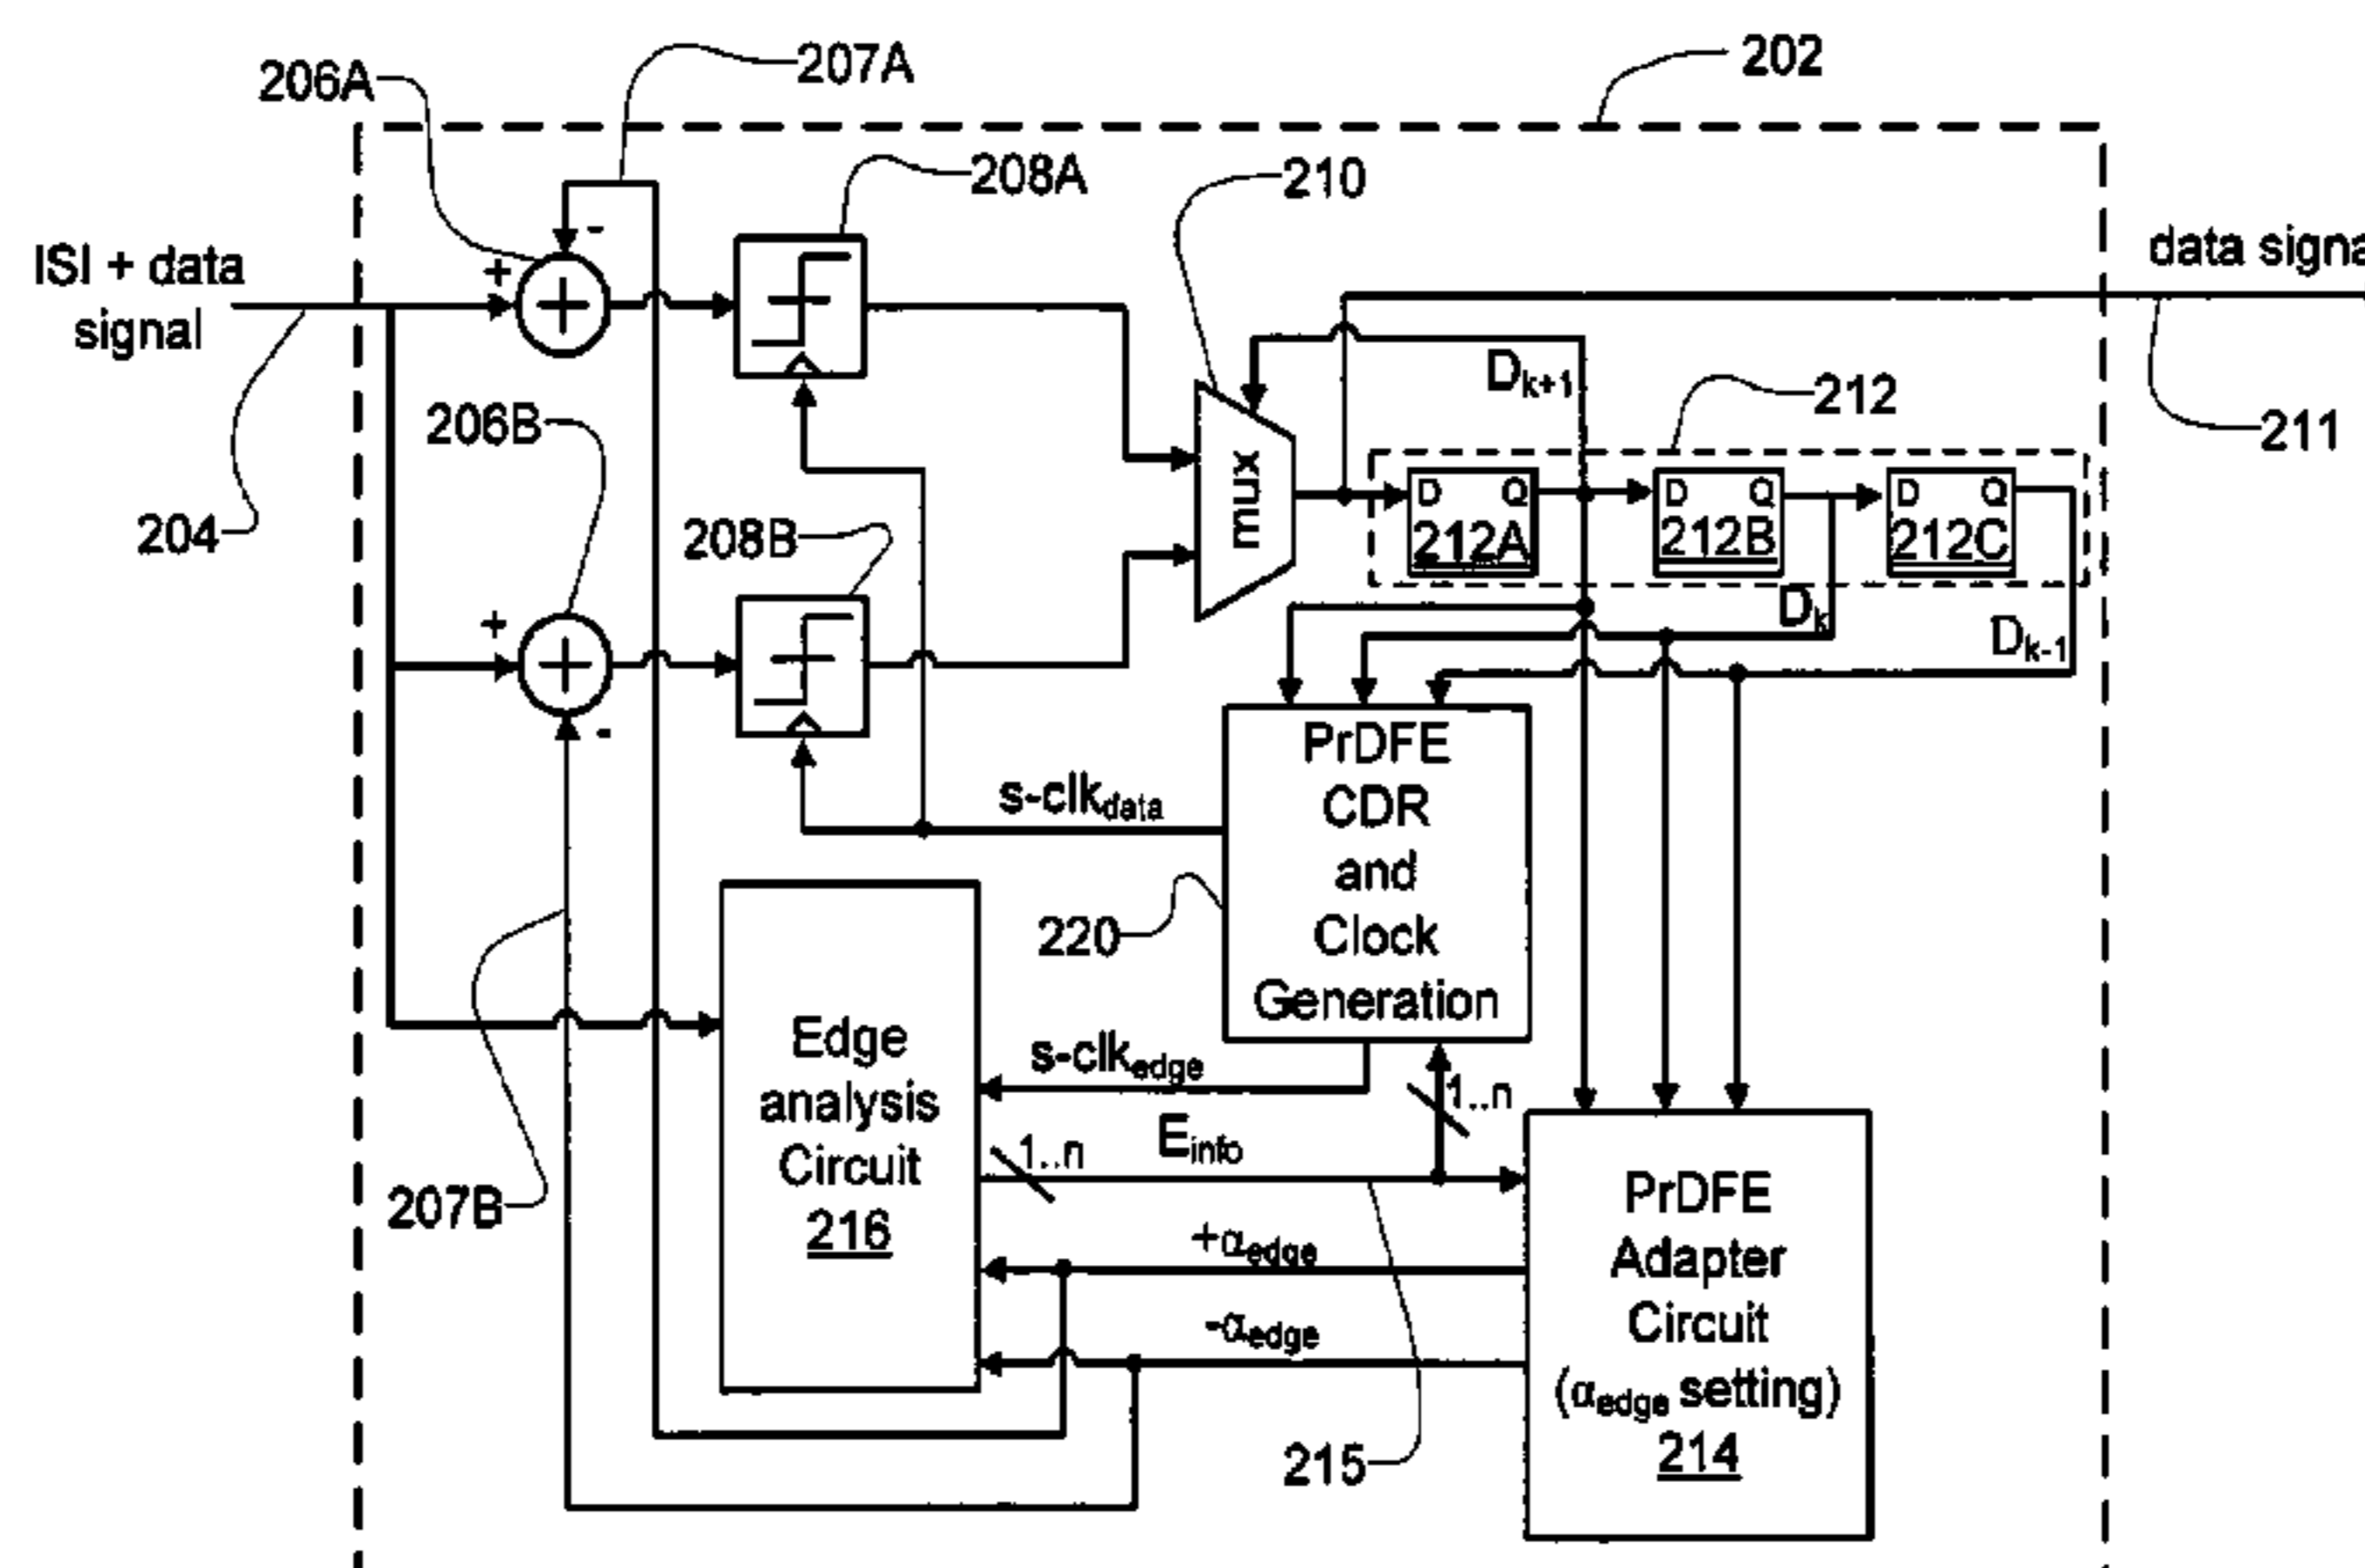 202
207A
206A
208A
210
ISI + data
signal
data signa
+
-
Dk+1
212
211
206B
204
208B
mux
D Q
212A
D Q
212B
D Q
212C
Dk
Dk-1
+
-
PrDFE
CDR
and
Clock
Generation
s-clkdata
220
s-clkedge
1..n
Edge
analysis
Circuit
216
1..n
Einfo
207B
+αedge
-αedge
PrDFE
Adapter
Circuit
(αedge setting)
214
215